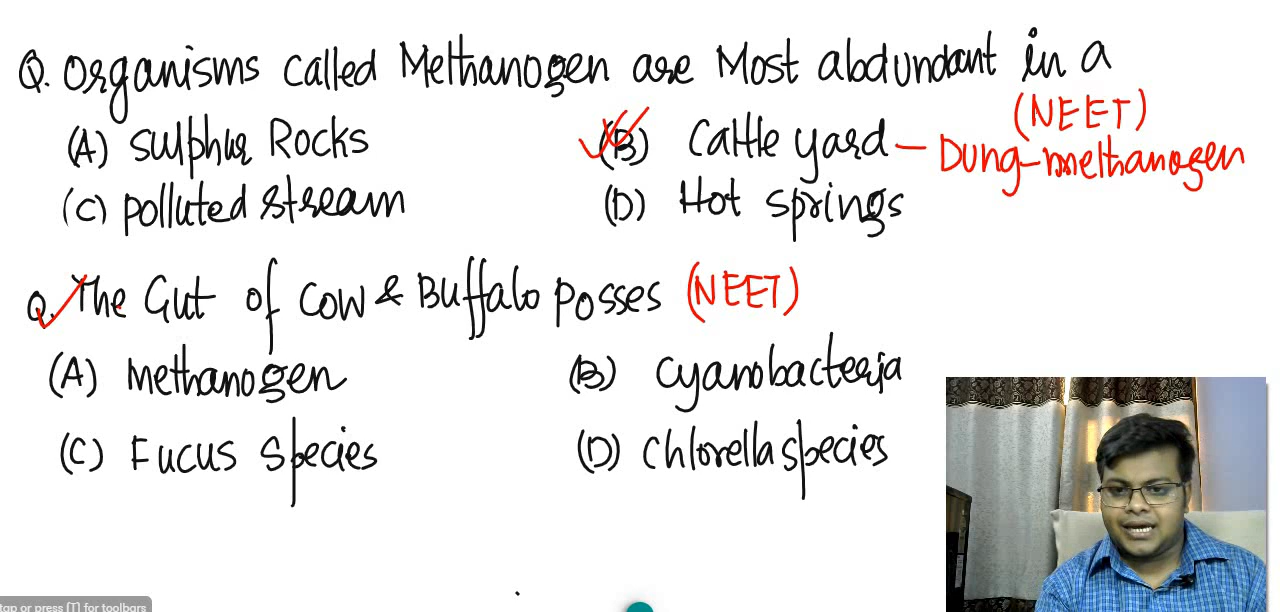 Q. Organisms called Methanogen are Most abdundant in a
(NEET)
(A) Sulphur Rocks (B) Cattle yard - Dung-methanogen
(C) polluted stream (D) Hot springs
Q. The Gut of cow & Buffalo posses (NEET)
(A) methanogen (B) Cyanobacteria
(C) Fucus Species (D) Chlorella species
tap or press [T] for toolbars